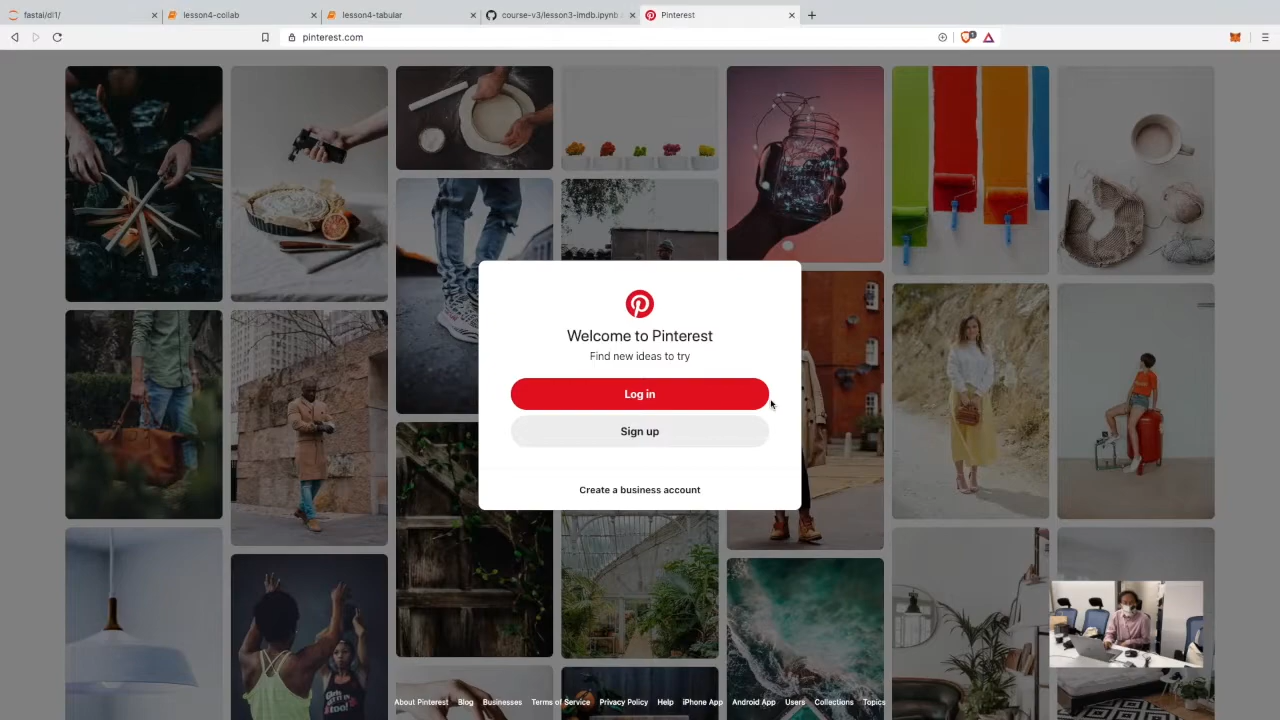 fastai/dl1/
lesson4-collab
lesson4-tabular
course-v3/lesson3-imdb.ipynb
Pinterest
pinterest.com
Welcome to Pinterest
Find new ideas to try
Log in
Sign up
Create a business account
About Pinterest Blog Businesses Terms of Service Privacy Policy Help iPhone App Android App Users Collections Topics